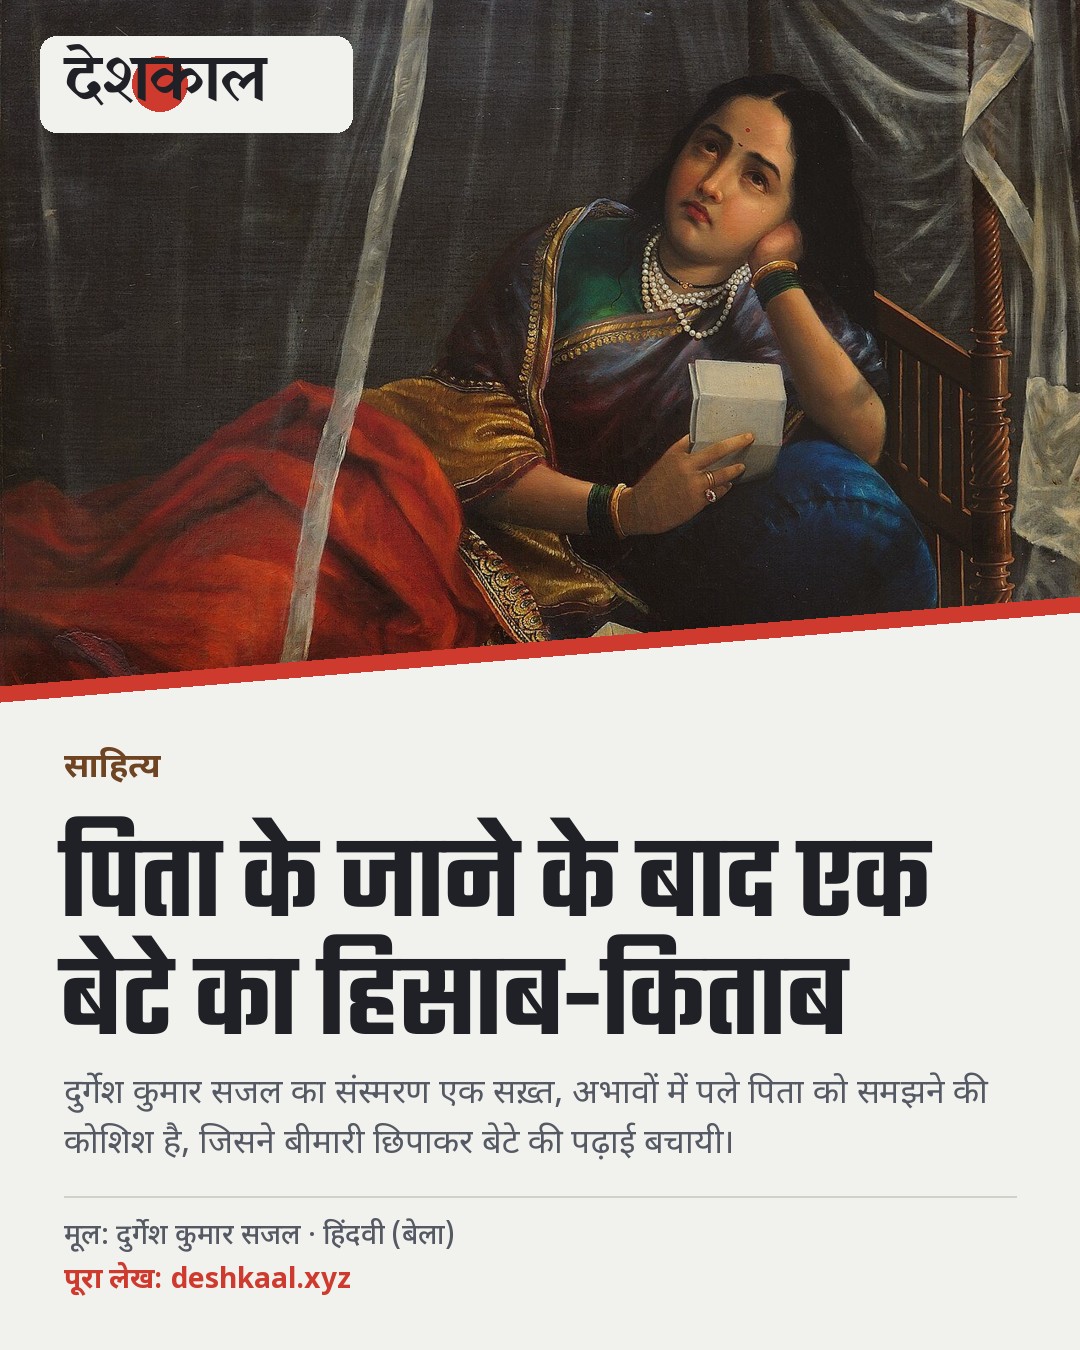 देशकाल
साहित्य
पिता के जाने के बाद एक
बेटे का हिसाब-किताब
दुर्गेश कुमार सजल का संस्मरण एक सख़्त, अभावों में पले पिता को समझने की
कोशिश है, जिसने बीमारी छिपाकर बेटे की पढ़ाई बचायी।
मूल: दुर्गेश कुमार सजल · हिंदवी (बेला)
पूरा लेख: deshkaal.xyz